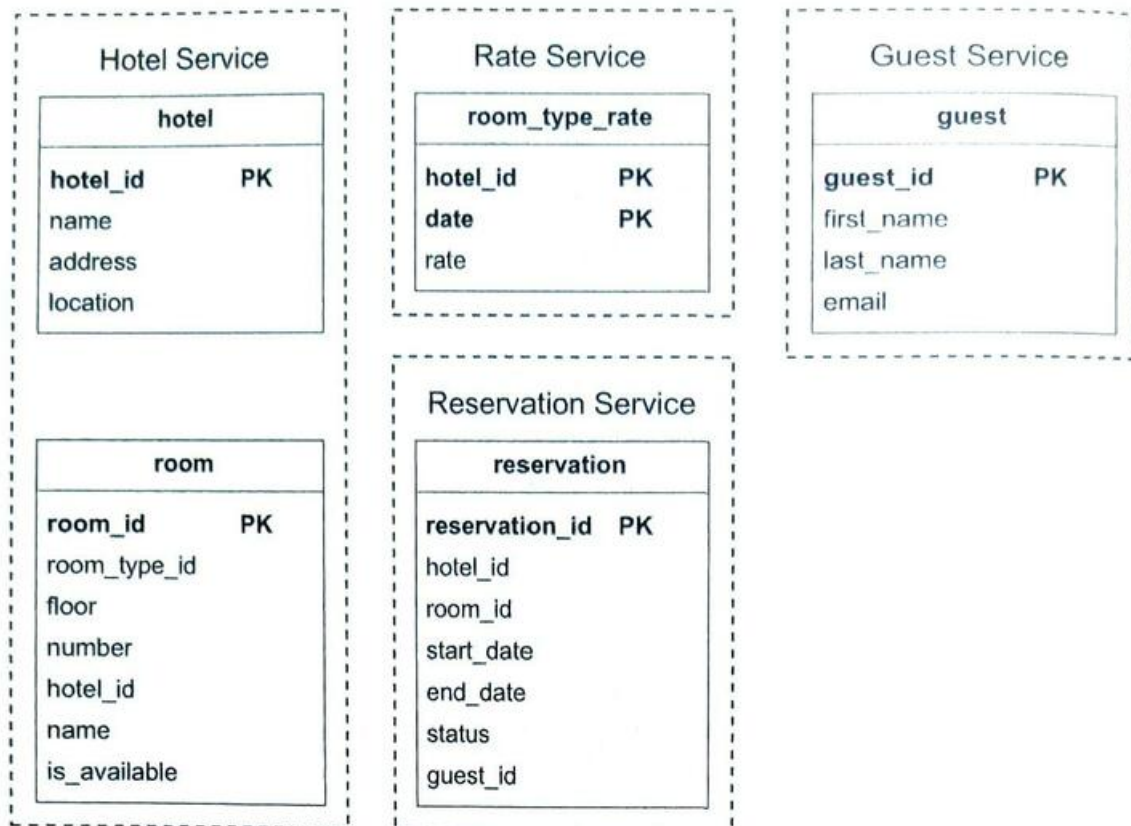 Hotel Service
hotel
hotel_id PK
name
address
location
room
room_id PK
room_type_id
floor
number
hotel_id
name
is_available
Rate Service
room_type_rate
hotel_id PK
date PK
rate
Reservation Service
reservation
reservation_id PK
hotel_id
room_id
start_date
end_date
status
guest_id
Guest Service
guest
guest_id PK
first_name
last_name
email